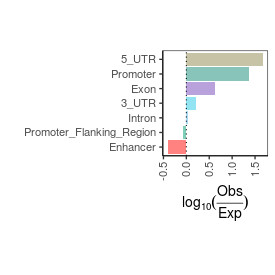 5_UTR
Promoter
Exon
3_UTR
Intron
Promoter_Flanking_Region
Enhancer
-0.5 0.0 0.5 1.0 1.5
log10(Obs/Exp)